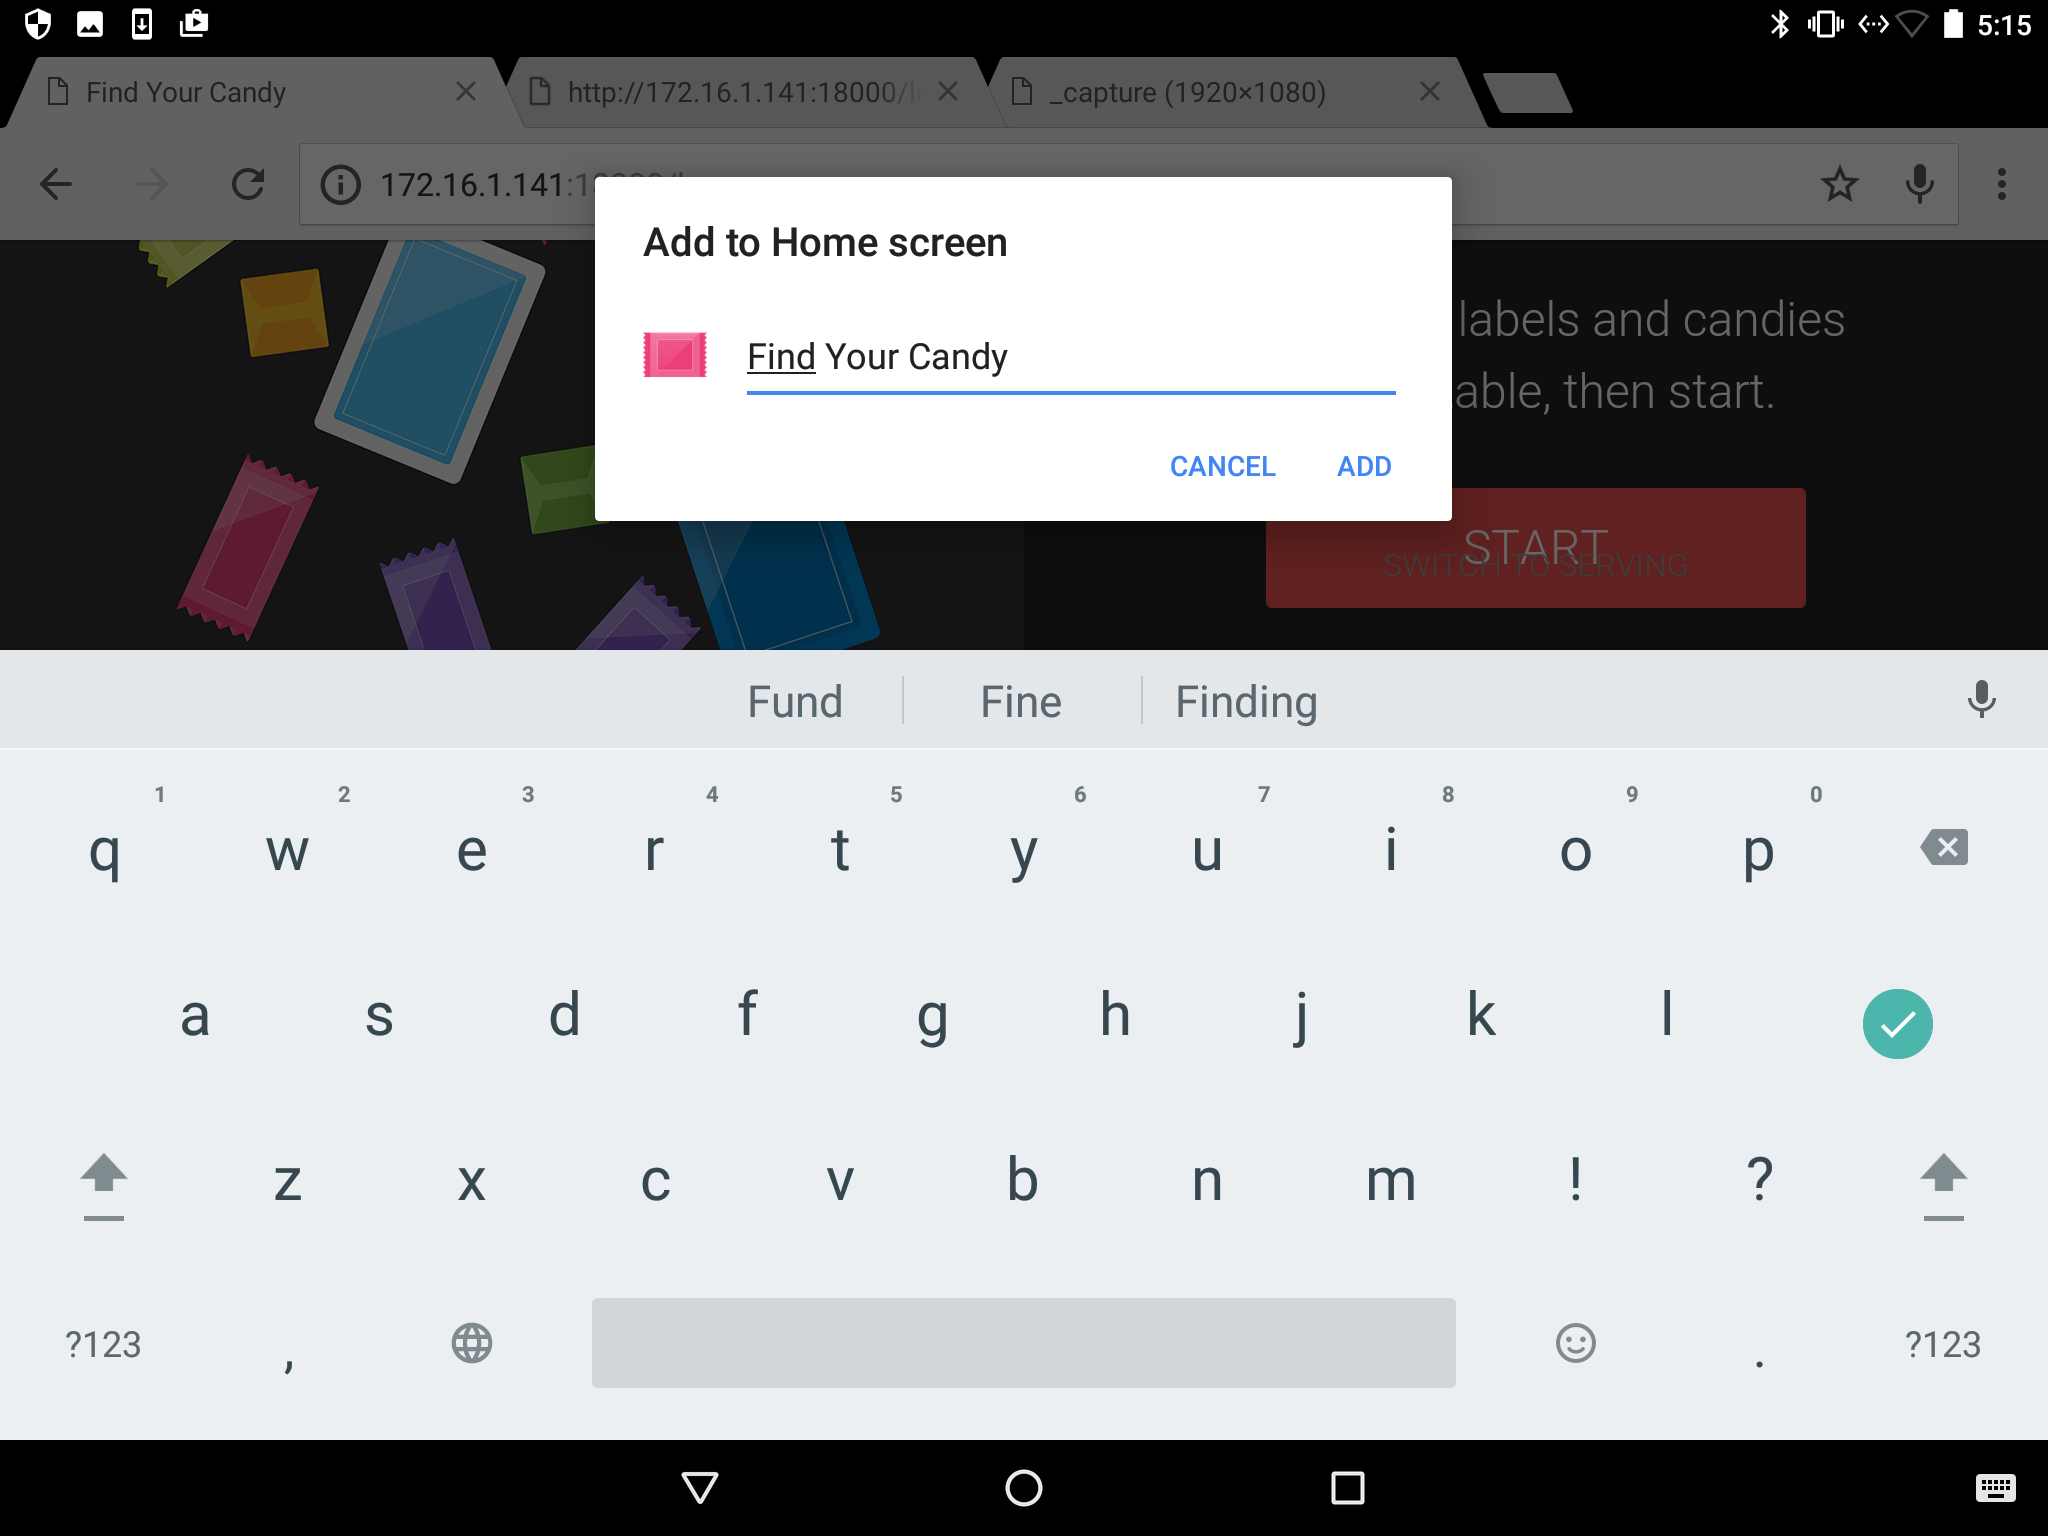 5:15
Find Your Candy
http://172.16.1.141:18000/
_capture (1920×1080)
172.16.1.141:
Add to Home screen
Find Your Candy
CANCEL ADD
labels and candies
able, then start.
START
SWITCH TO SERVING
Fund Fine Finding
1 2 3 4 5 6 7 8 9 0
q w e r t y u i o p
a s d f g h j k l
z x c v b n m ! ?
?123 , . ?123